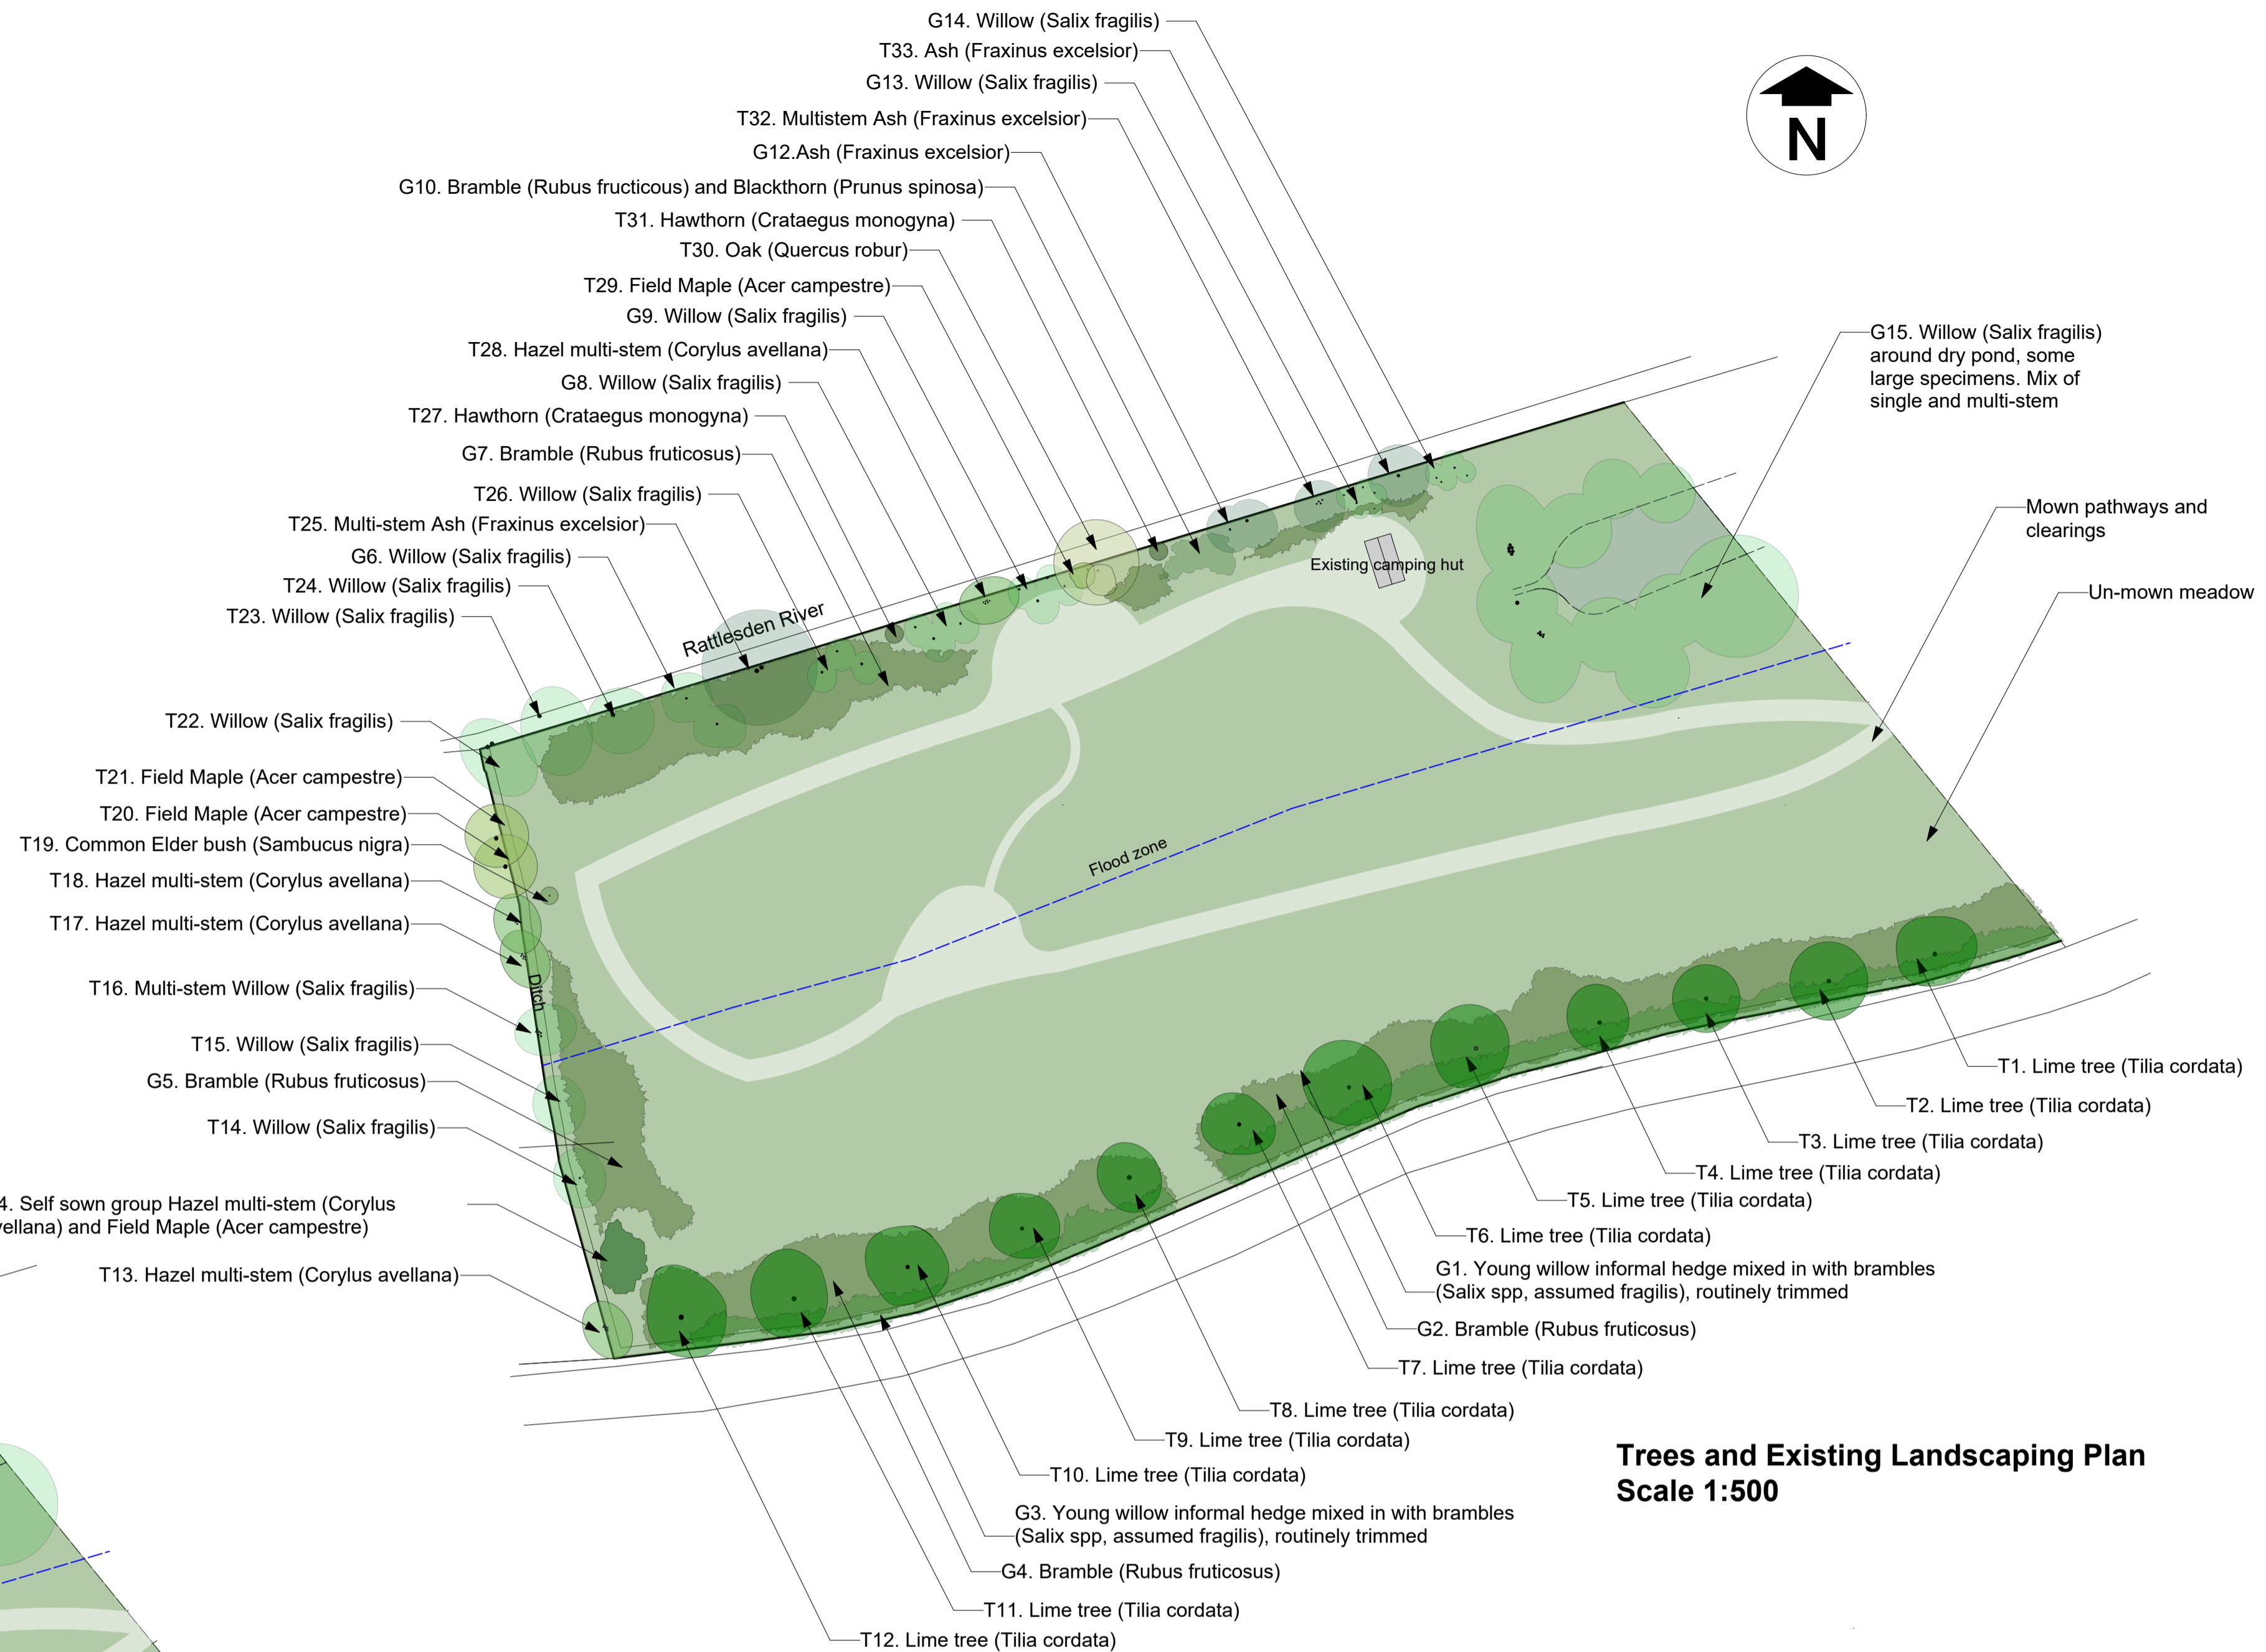 G14. Willow (Salix fragilis)
T33. Ash (Fraxinus excelsior)
G13. Willow (Salix fragilis)
T32. Multistem Ash (Fraxinus excelsior)
G12.Ash (Fraxinus excelsior)
G10. Bramble (Rubus fructicous) and Blackthorn (Prunus spinosa)
T31. Hawthorn (Crataegus monogyna)
T30. Oak (Quercus robur)
T29. Field Maple (Acer campestre)
G9. Willow (Salix fragilis)
T28. Hazel multi-stem (Corylus avellana)
G8. Willow (Salix fragilis)
T27. Hawthorn (Crataegus monogyna)
G7. Bramble (Rubus fruticosus)
T26. Willow (Salix fragilis)
T25. Multi-stem Ash (Fraxinus excelsior)
G6. Willow (Salix fragilis)
T24. Willow (Salix fragilis)
T23. Willow (Salix fragilis)
T22. Willow (Salix fragilis)
T21. Field Maple (Acer campestre)
T20. Field Maple (Acer campestre)
T19. Common Elder bush (Sambucus nigra)
T18. Hazel multi-stem (Corylus avellana)
T17. Hazel multi-stem (Corylus avellana)
T16. Multi-stem Willow (Salix fragilis)
T15. Willow (Salix fragilis)
G5. Bramble (Rubus fruticosus)
T14. Willow (Salix fragilis)
4. Self sown group Hazel multi-stem (Corylus
vellana) and Field Maple (Acer campestre)
T13. Hazel multi-stem (Corylus avellana)
N
G15. Willow (Salix fragilis)
around dry pond, some
large specimens. Mix of
single and multi-stem
Mown pathways and
clearings
Un-mown meadow
Existing camping hut
Rattlesden River
Flood zone
Ditch
T1. Lime tree (Tilia cordata)
T2. Lime tree (Tilia cordata)
T3. Lime tree (Tilia cordata)
T4. Lime tree (Tilia cordata)
T5. Lime tree (Tilia cordata)
T6. Lime tree (Tilia cordata)
G1. Young willow informal hedge mixed in with brambles
(Salix spp, assumed fragilis), routinely trimmed
G2. Bramble (Rubus fruticosus)
T7. Lime tree (Tilia cordata)
T8. Lime tree (Tilia cordata)
T9. Lime tree (Tilia cordata)
T10. Lime tree (Tilia cordata)
G3. Young willow informal hedge mixed in with brambles
(Salix spp, assumed fragilis), routinely trimmed
G4. Bramble (Rubus fruticosus)
T11. Lime tree (Tilia cordata)
T12. Lime tree (Tilia cordata)
Trees and Existing Landscaping Plan
Scale 1:500